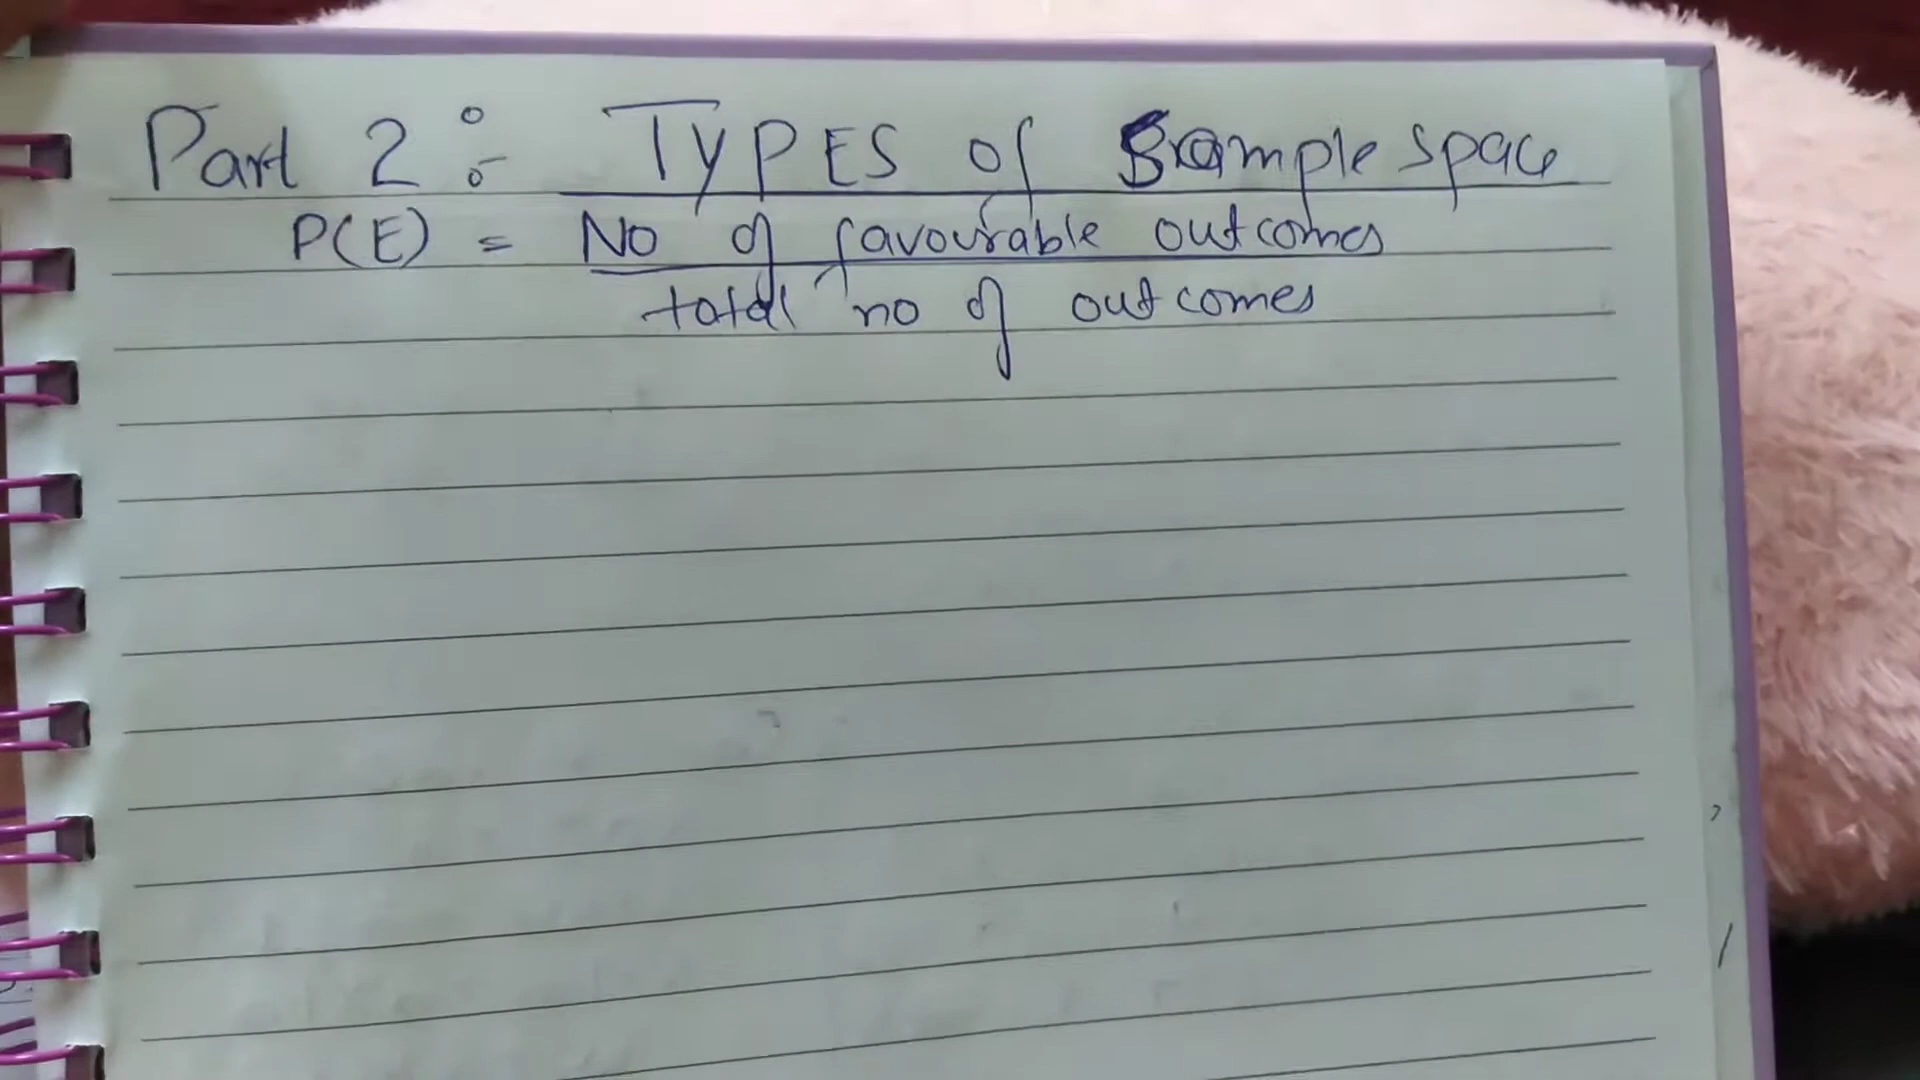 Part 2 :- TYPES of Sample space
P(E) = No of favourable outcomes
total no of outcomes